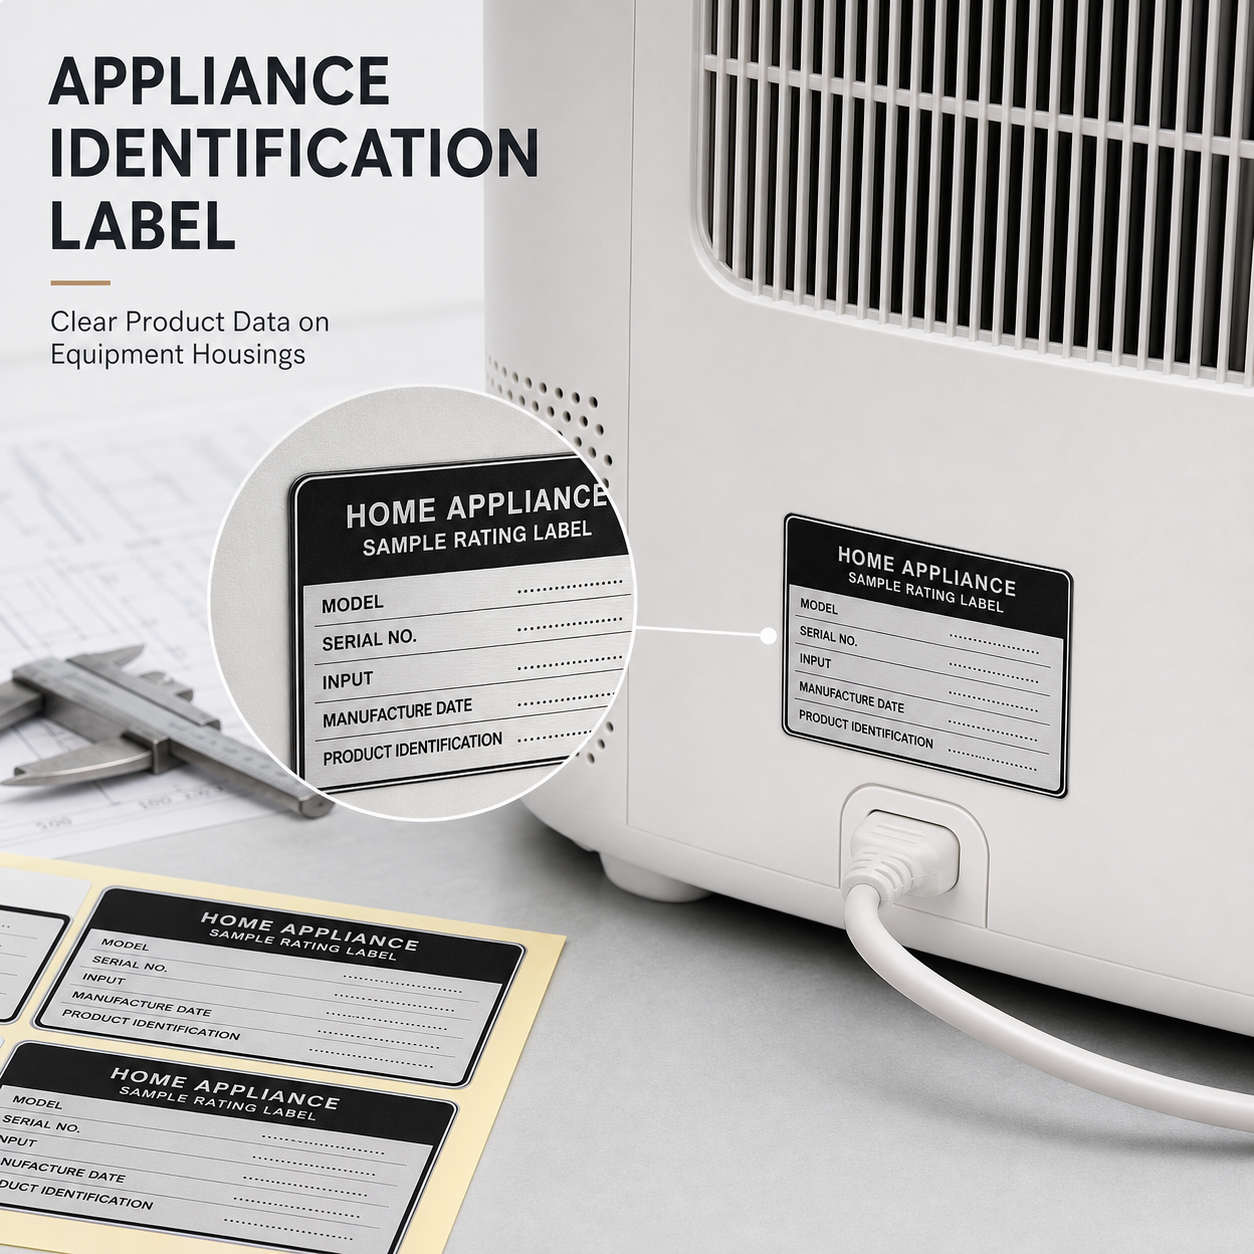 APPLIANCE
IDENTIFICATION
LABEL
Clear Product Data on
Equipment Housings
HOME APPLIANCE
SAMPLE RATING LABEL
MODEL
SERIAL NO.
INPUT
MANUFACTURE DATE
PRODUCT IDENTIFICATION
HOME APPLIANCE
SAMPLE RATING LABEL
MODEL
SERIAL NO.
INPUT
MANUFACTURE DATE
PRODUCT IDENTIFICATION
HOME APPLIANCE
SAMPLE RATING LABEL
MODEL
SERIAL NO.
INPUT
MANUFACTURE DATE
PRODUCT IDENTIFICATION
HOME APPLIANCE
SAMPLE RATING LABEL
MODEL
SERIAL NO.
NPUT
NUFACTURE DATE
DUCT IDENTIFICATION